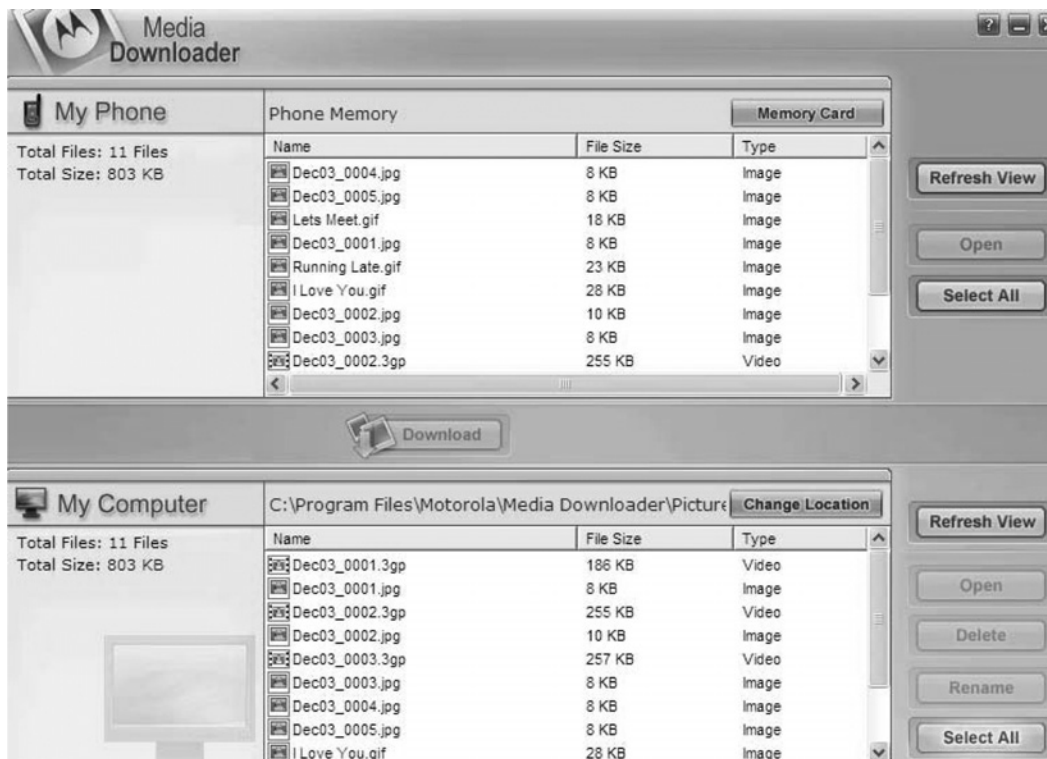 Media
Downloader
?
My Phone
Phone Memory
Memory Card
Total Files: 11 Files
Total Size: 803 KB
Name File Size Type
Dec03_0004.jpg 8 KB Image
Dec03_0005.jpg 8 KB Image
Lets Meet.gif 18 KB Image
Dec03_0001.jpg 8 KB Image
Running Late.gif 23 KB Image
I Love You.gif 28 KB Image
Dec03_0002.jpg 10 KB Image
Dec03_0003.jpg 8 KB Image
Dec03_0002.3gp 255 KB Video
Refresh View
Open
Select All
Download
My Computer
C:\Program Files\Motorola\Media Downloader\Picture
Change Location
Total Files: 11 Files
Total Size: 803 KB
Name File Size Type
Dec03_0001.3gp 186 KB Video
Dec03_0001.jpg 8 KB Image
Dec03_0002.3gp 255 KB Video
Dec03_0002.jpg 10 KB Image
Dec03_0003.3gp 257 KB Video
Dec03_0003.jpg 8 KB Image
Dec03_0004.jpg 8 KB Image
Dec03_0005.jpg 8 KB Image
I Love You.gif 28 KB Image
Refresh View
Open
Delete
Rename
Select All